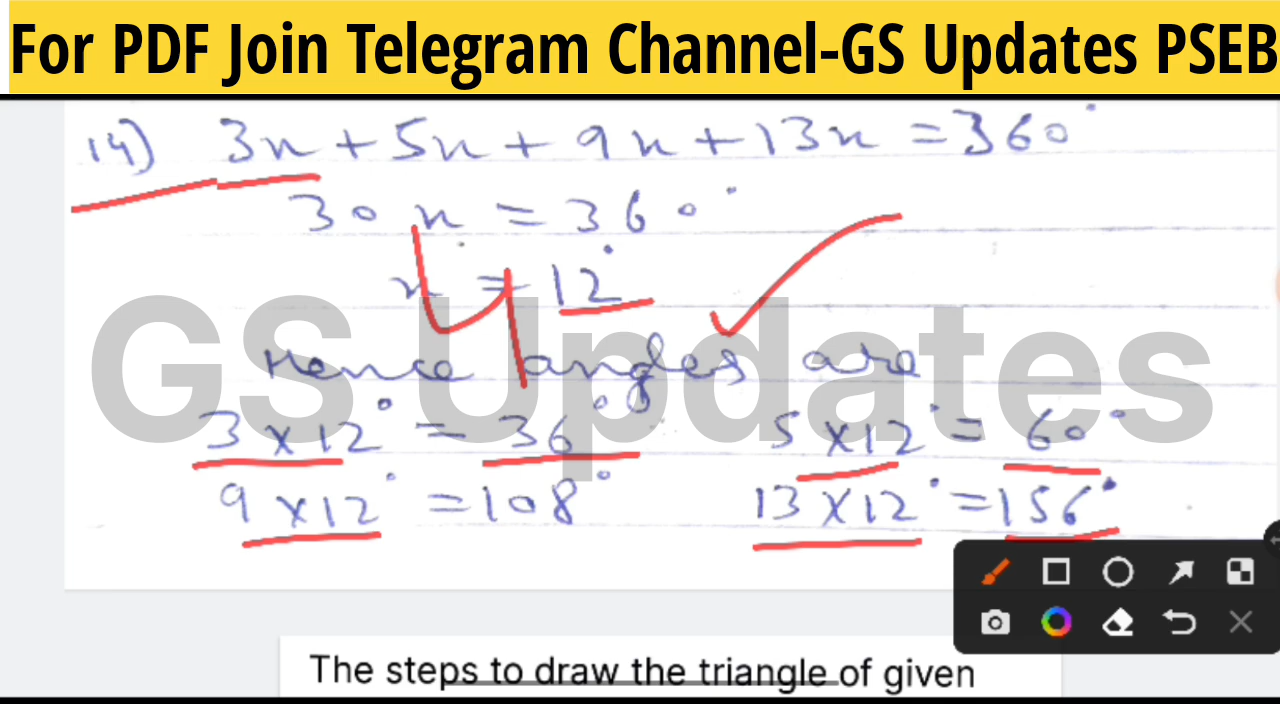 For PDF Join Telegram Channel-GS Updates PSEB
14) 3x + 5x + 9x + 13x = 360°
30x = 360°
x = 12°
GS Updates
Hence angles are
3 × 12° = 36° 5 × 12° = 60°
9 × 12° = 108° 13 × 12° = 156°
The steps to draw the triangle of given